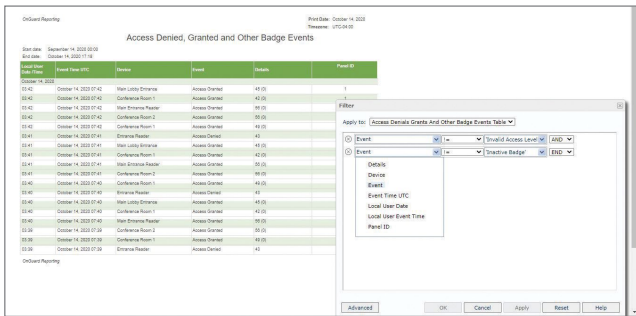 OnGuard Reporting
Print Date: October 14, 2020
Timezone: UTC-04:00
Access Denied, Granted and Other Badge Events
Start date: September 14, 2020 00:00
End date: October 14, 2020 17:16
Local User Date /Time Event Time UTC Device Event Details Panel ID
October 14, 2020
03:42 October 14, 2020 07:42 Main Lobby Entrance Access Granted 45 (0) 1
03:42 October 14, 2020 07:42 Conference Room 1 Access Granted 42 (0) 1
03:42 October 14, 2020 07:42 Main Entrance Reader Access Granted 56 (0)
03:42 October 14, 2020 07:42 Conference Room 2 Access Granted 56 (0)
03:42 October 14, 2020 07:42 Conference Room 1 Access Granted 49 (0)
03:41 October 14, 2020 07:41 Entrance Reader Access Denied 43
03:41 October 14, 2020 07:41 Main Lobby Entrance Access Granted 45 (0)
03:41 October 14, 2020 07:41 Conference Room 1 Access Granted 42 (0)
03:41 October 14, 2020 07:41 Main Entrance Reader Access Granted 56 (0)
03:41 October 14, 2020 07:41 Conference Room 2 Access Granted 56 (0)
03:40 October 14, 2020 07:40 Conference Room 1 Access Granted 49 (0)
03:40 October 14, 2020 07:40 Entrance Reader Access Denied 43
03:40 October 14, 2020 07:40 Main Lobby Entrance Access Granted 45 (0)
03:40 October 14, 2020 07:40 Conference Room 1 Access Granted 42 (0)
03:40 October 14, 2020 07:40 Main Entrance Reader Access Granted 56 (0)
03:39 October 14, 2020 07:39 Conference Room 2 Access Granted 56 (0)
03:39 October 14, 2020 07:39 Conference Room 1 Access Granted 49 (0)
03:39 October 14, 2020 07:39 Entrance Reader Access Denied 43
OnGuard Reporting
Filter
Apply to: Access Denials Grants And Other Badge Events Table
Event != 'Invalid Access Level AND
Event != 'Inactive Badge' END
Details
Device
Event
Event Time UTC
Local User Date
Local User Event Time
Panel ID
Advanced OK Cancel Apply Reset Help